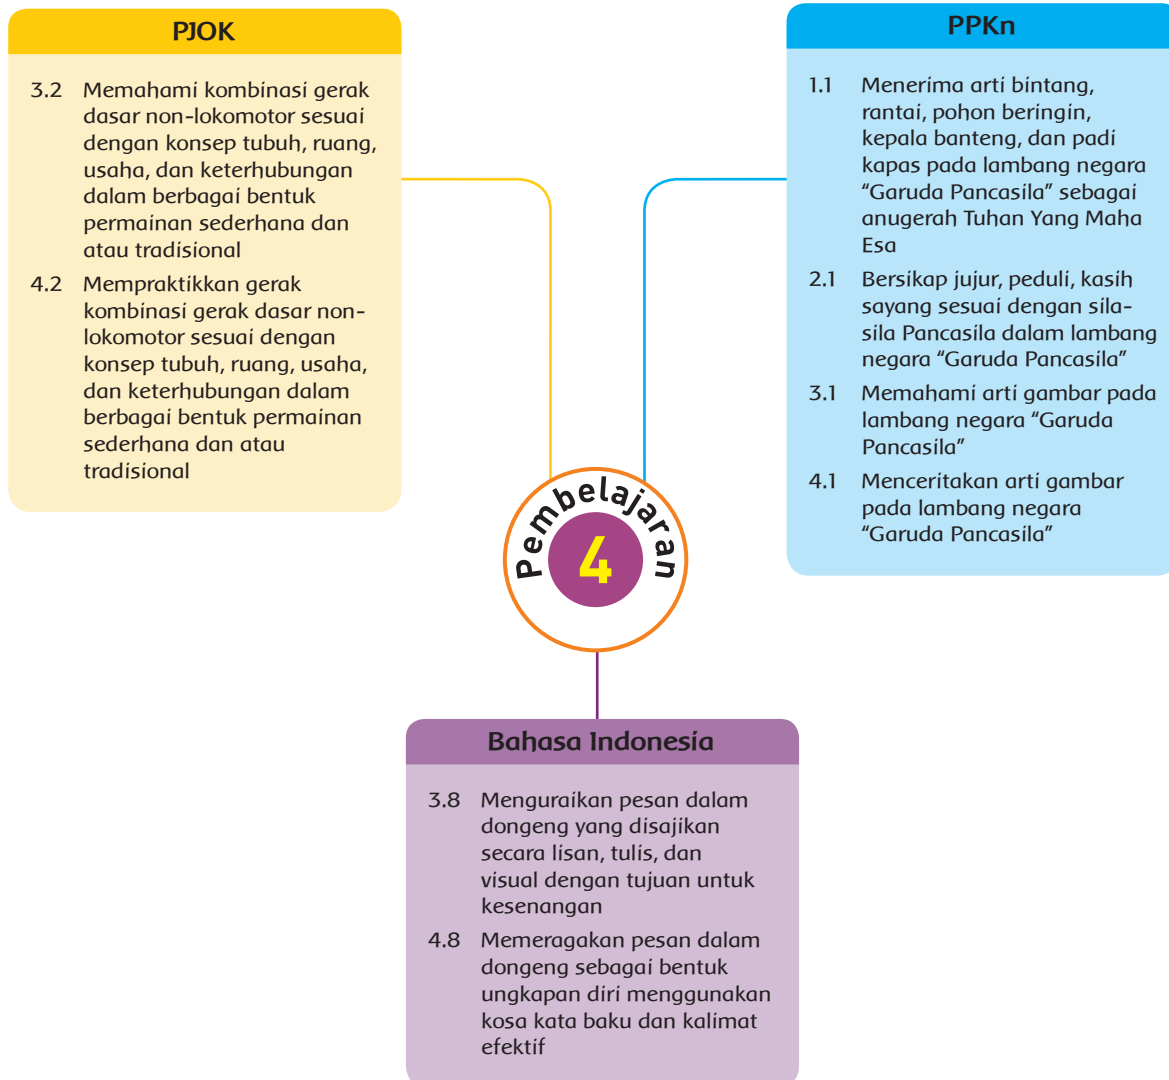 PJOK
3.2 Memahami kombinasi gerak
dasar non-lokomotor sesuai
dengan konsep tubuh, ruang,
usaha, dan keterhubungan
dalam berbagai bentuk
permainan sederhana dan
atau tradisional
4.2 Mempraktikkan gerak
kombinasi gerak dasar non-
lokomotor sesuai dengan
konsep tubuh, ruang, usaha,
dan keterhubungan dalam
berbagai bentuk permainan
sederhana dan atau
tradisional
PPKn
1.1 Menerima arti bintang,
rantai, pohon beringin,
kepala banteng, dan padi
kapas pada lambang negara
“Garuda Pancasila” sebagai
anugerah Tuhan Yang Maha
Esa
2.1 Bersikap jujur, peduli, kasih
sayang sesuai dengan sila-
sila Pancasila dalam lambang
negara “Garuda Pancasila”
3.1 Memahami arti gambar pada
lambang negara “Garuda
Pancasila”
4.1 Menceritakan arti gambar
pada lambang negara
“Garuda Pancasila”
Pembelajaran
4
Bahasa Indonesia
3.8 Menguraikan pesan dalam
dongeng yang disajikan
secara lisan, tulis, dan
visual dengan tujuan untuk
kesenangan
4.8 Memeragakan pesan dalam
dongeng sebagai bentuk
ungkapan diri menggunakan
kosa kata baku dan kalimat
efektif